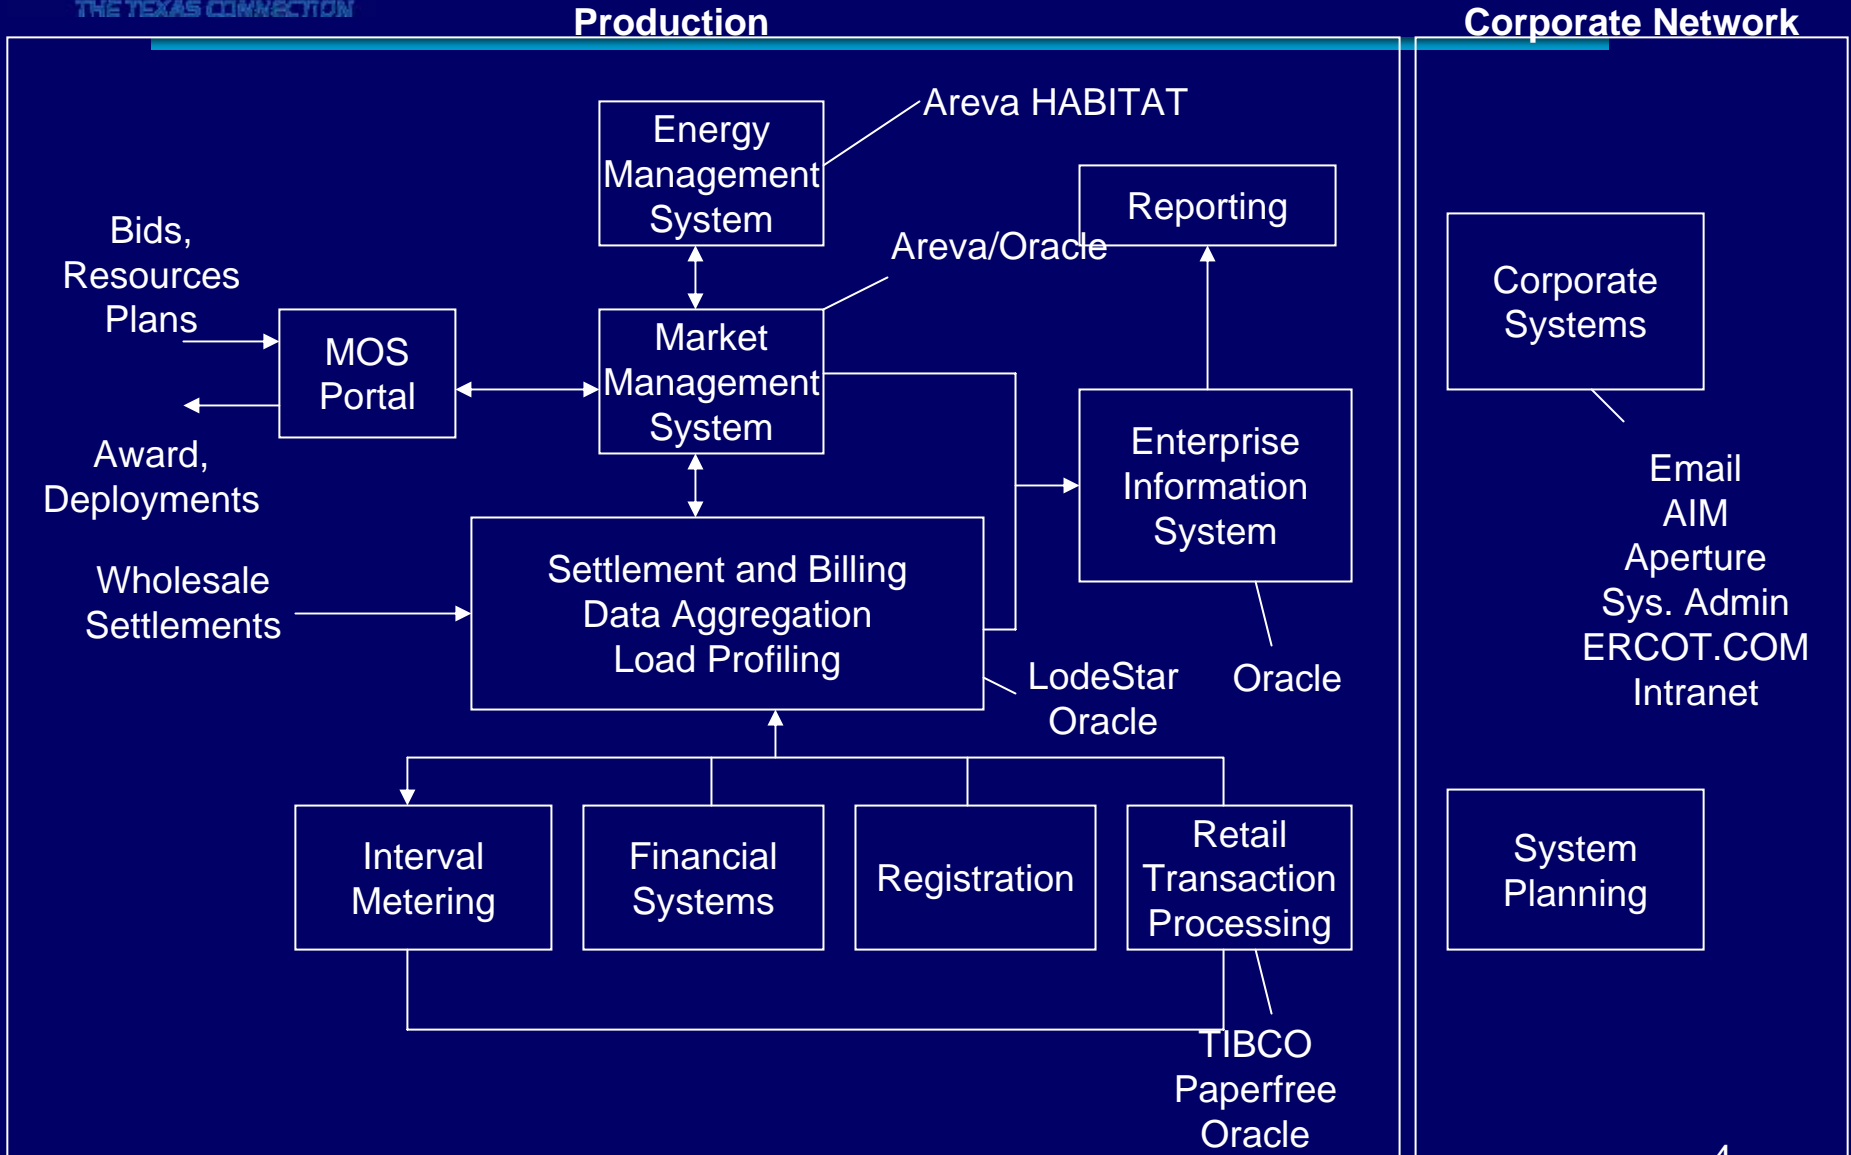 THE TEXAS CONNECTION
Production
Corporate Network
Areva HABITAT
Energy
Management
System
Reporting
Bids,
Resources
Plans
Areva/Oracle
Corporate
Systems
MOS
Portal
Market
Management
System
Award,
Deployments
Enterprise
Information
System
Email
AIM
Aperture
Sys. Admin
ERCOT.COM
Intranet
Wholesale
Settlements
Settlement and Billing
Data Aggregation
Load Profiling
LodeStar
Oracle
Oracle
Interval
Metering
Financial
Systems
Registration
Retail
Transaction
Processing
System
Planning
TIBCO
Paperfree
Oracle
4